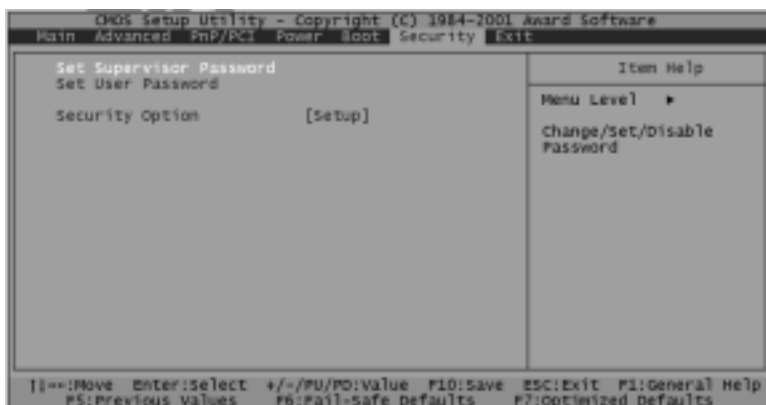 CMOS Setup Utility - Copyright (C) 1984-2001 Award Software
Main Advanced PnP/PCI Power Boot Security Exit
Set Supervisor Password
Set User Password
Security Option [Setup]
Item Help
Menu Level ▸
Change/Set/Disable
Password
↑↓→←:Move Enter:Select +/-/PU/PD:Value F10:Save ESC:Exit F1:General Help
F5:Previous Values F6:Fail-Safe Defaults F7:Optimized Defaults